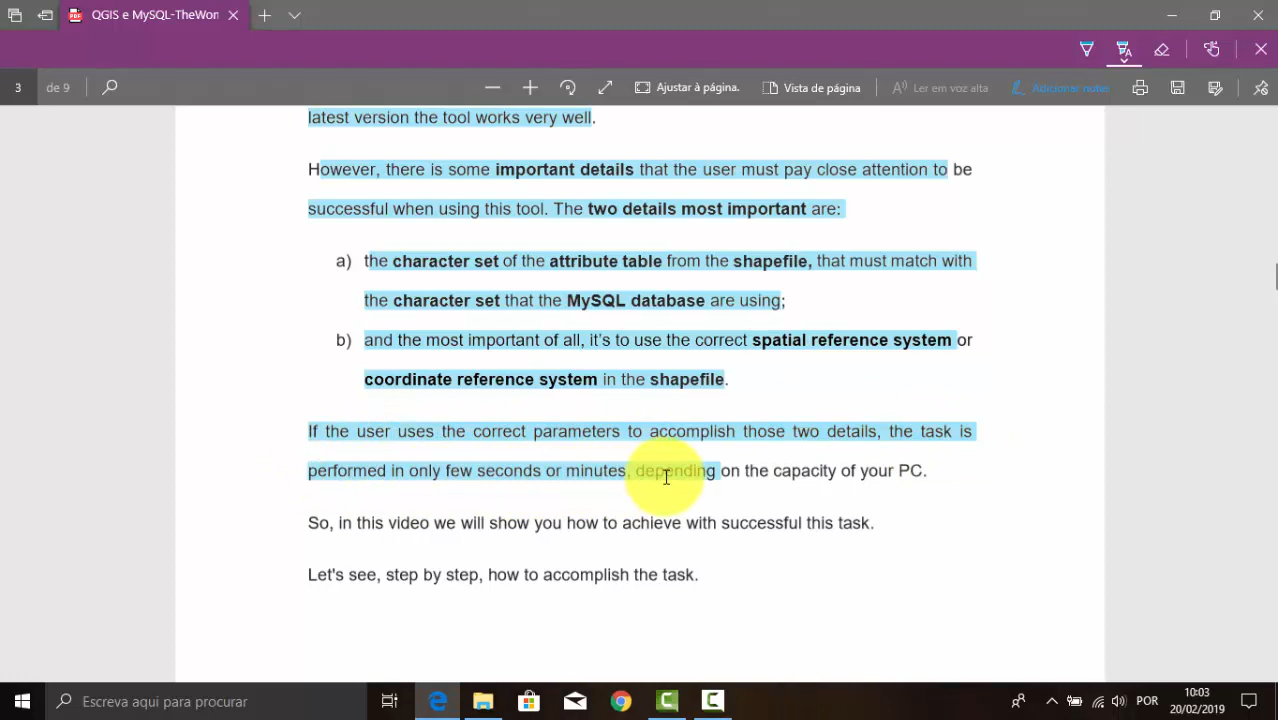 QGIS e MySQL-TheWon
3 de 9
Ajustar à página.
Vista de página
Ler em voz alta
Adicionar notas
latest version the tool works very well.
However, there is some important details that the user must pay close attention to be
successful when using this tool. The two details most important are:
a) the character set of the attribute table from the shapefile, that must match with
the character set that the MySQL database are using;
b) and the most important of all, it's to use the correct spatial reference system or
coordinate reference system in the shapefile.
If the user uses the correct parameters to accomplish those two details, the task is
performed in only few seconds or minutes, depending on the capacity of your PC.
So, in this video we will show you how to achieve with successful this task.
Let's see, step by step, how to accomplish the task.
Escreve aqui para procurar
POR
10:03
20/02/2019